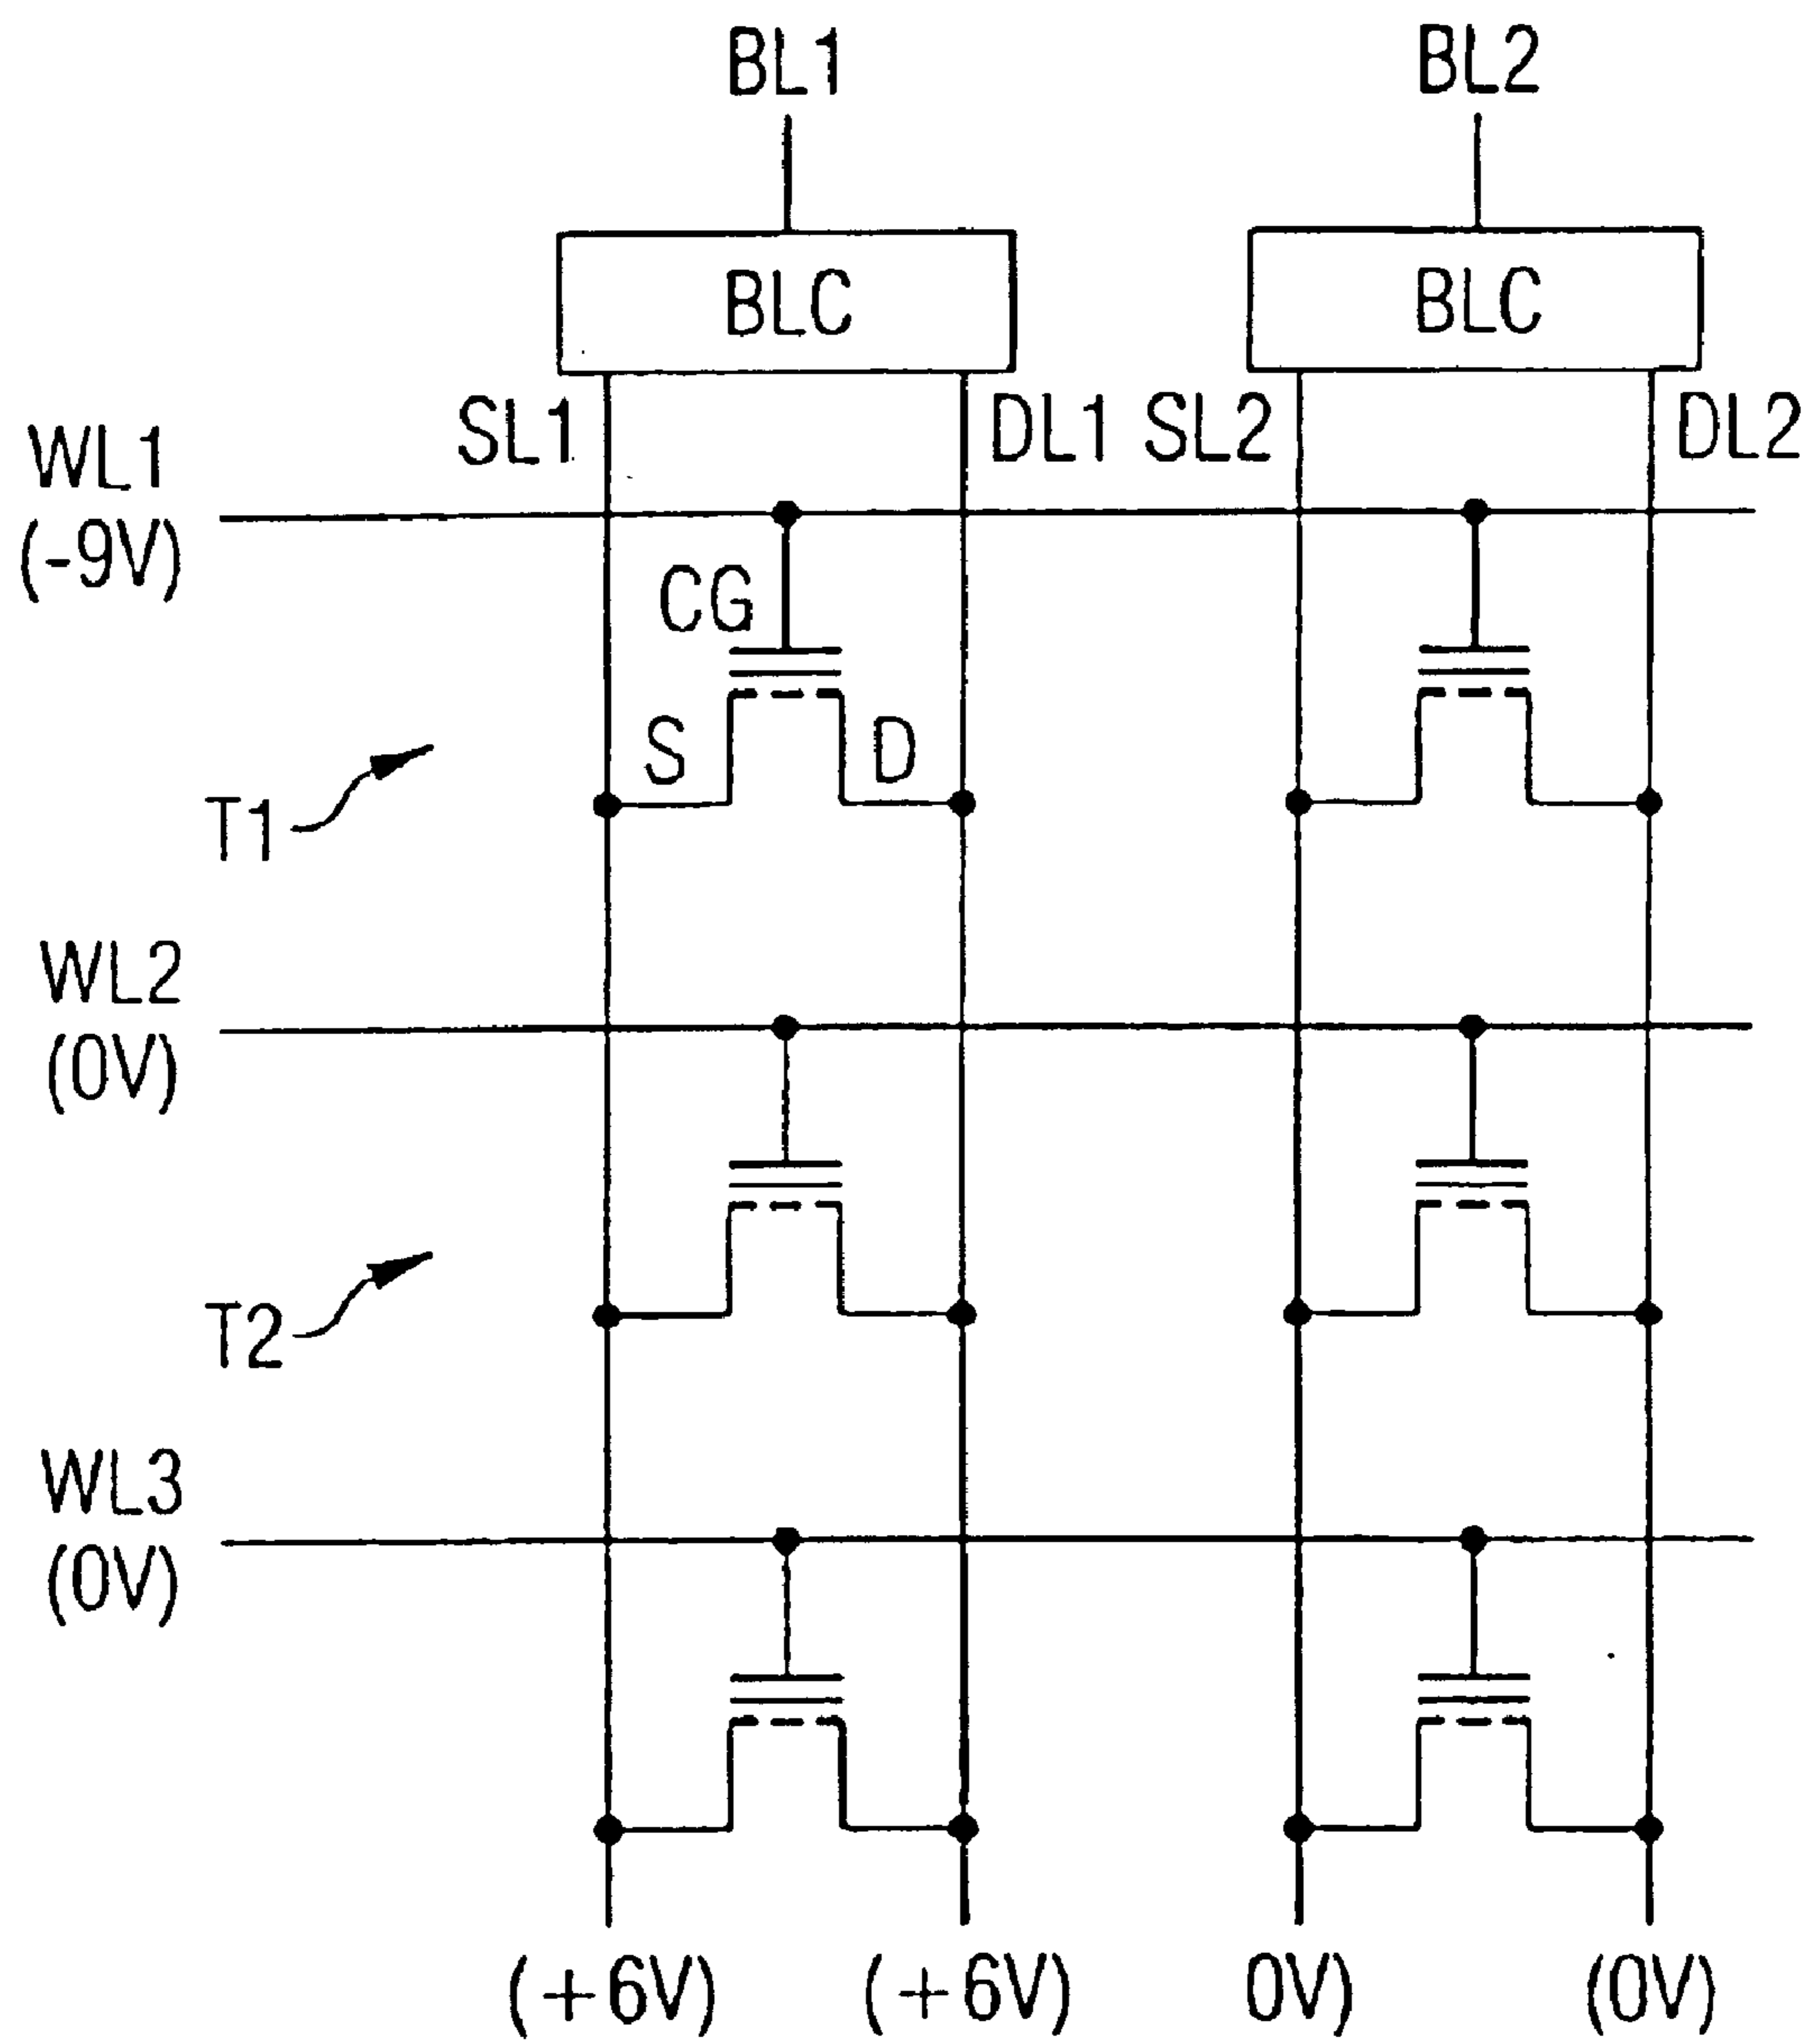 BL1 BL2
BLC BLC
SL1 DL1 SL2 DL2
WL1
(-9V)
CG
S D
T1
WL2
(0V)
T2
WL3
(0V)
(+6V) (+6V) 0V) (0V)